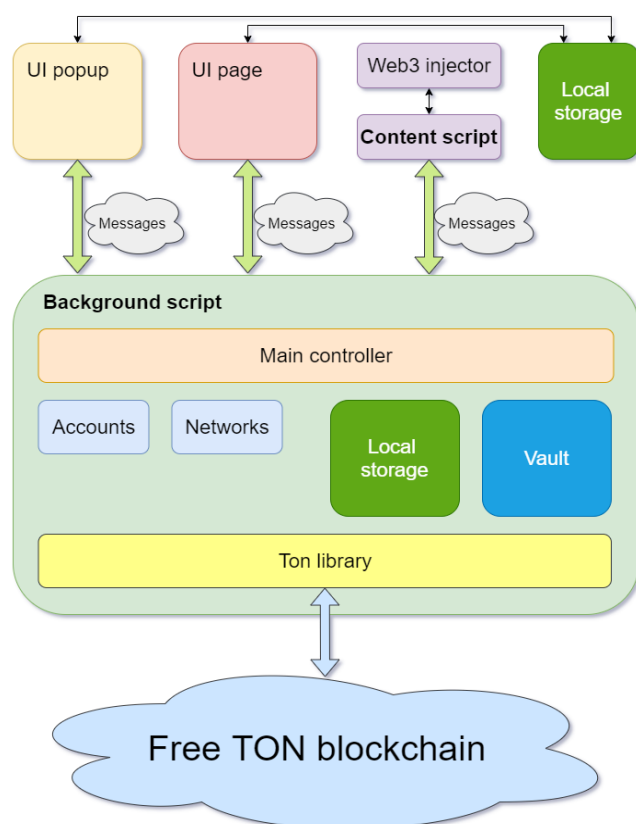 UI popup
UI page
Web3 injector
Content script
Local
storage
Messages
Messages
Messages
Background script
Main controller
Accounts
Networks
Local
storage
Vault
Ton library
Free TON blockchain